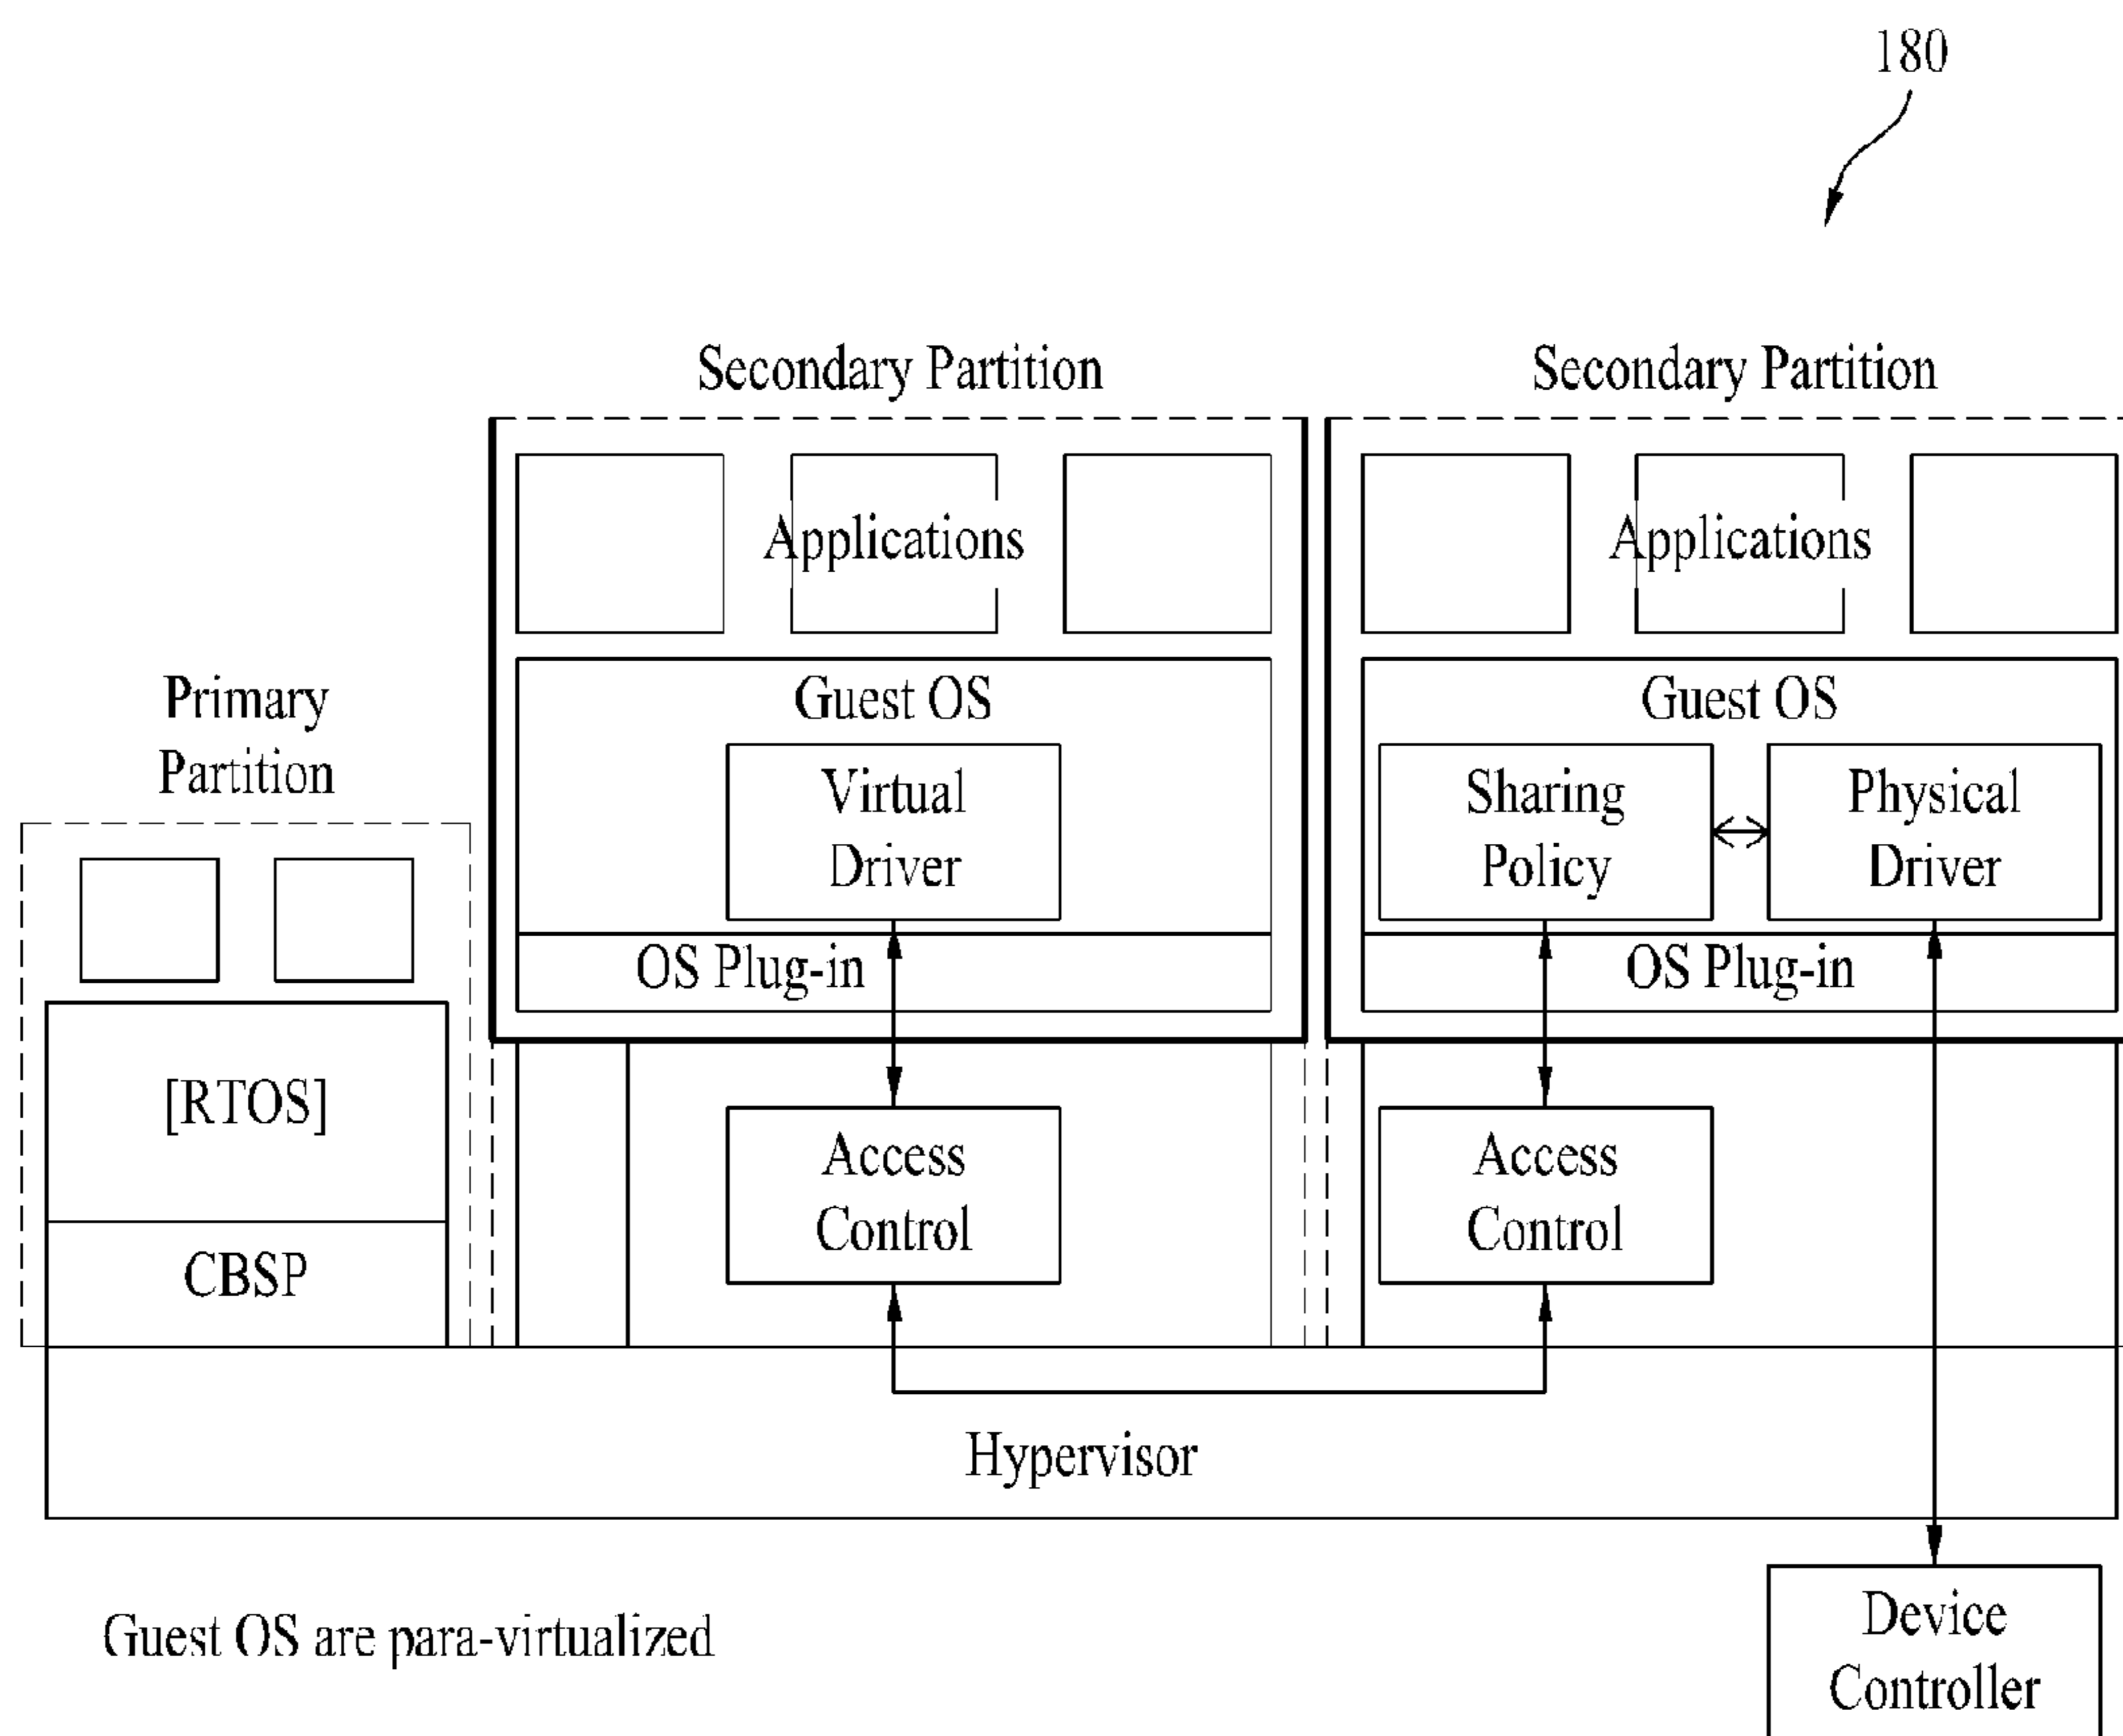 180
Secondary Partition
Secondary Partition
Applications
Applications
Primary
Partition
Guest OS
Guest OS
Virtual
Driver
Sharing
Policy
Physical
Driver
OS Plug-in
OS Plug-in
[RTOS]
Access
Control
Access
Control
CBSP
Hypervisor
Guest OS are para-virtualized
Device
Controller